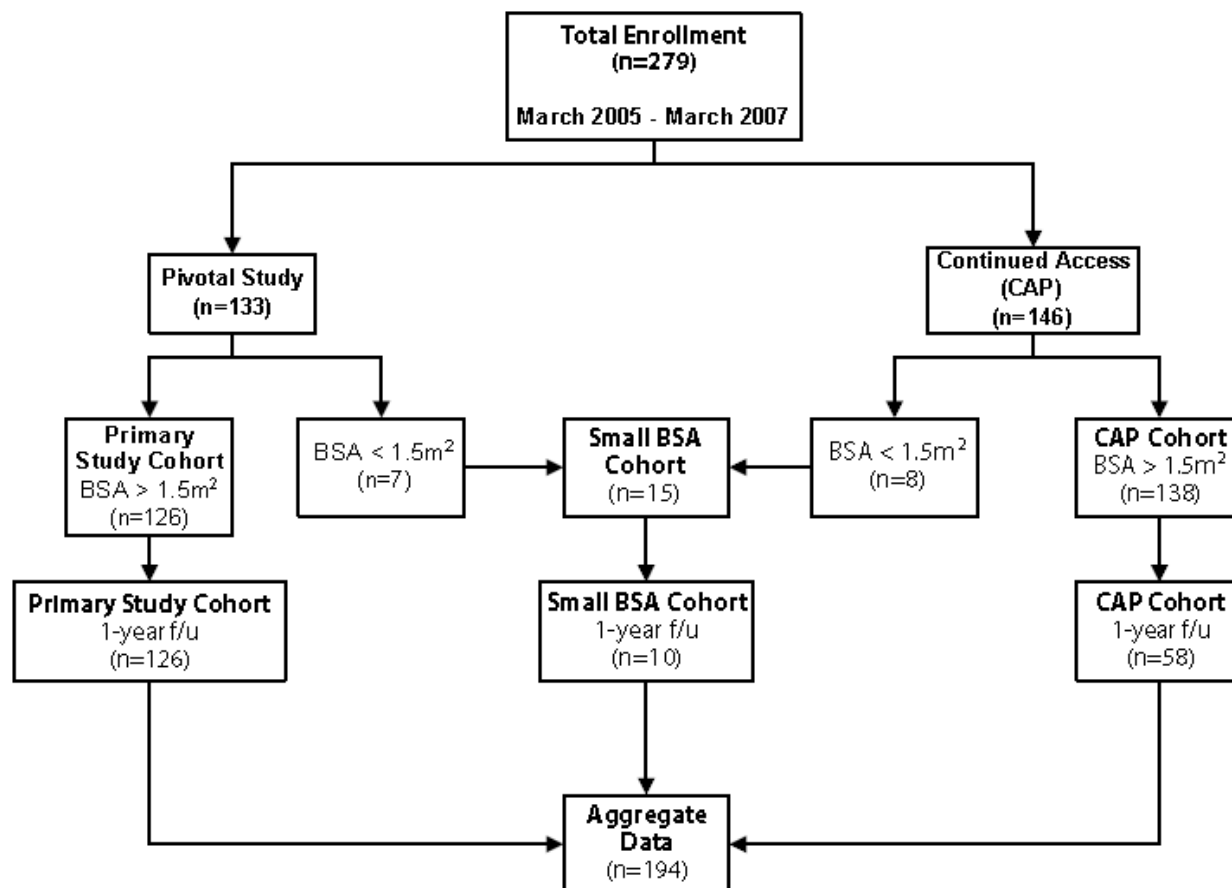 Total Enrollment
(n=279)
March 2005 - March 2007
Pivotal Study
(n=133)
Continued Access
(CAP)
(n=146)
Primary
Study Cohort
BSA > 1.5m²
(n=126)
BSA < 1.5m²
(n=7)
Small BSA
Cohort
(n=15)
BSA < 1.5m²
(n=8)
CAP Cohort
BSA > 1.5m²
(n=138)
Primary Study Cohort
1-year f/u
(n=126)
Small BSA Cohort
1-year f/u
(n=10)
CAP Cohort
1-year f/u
(n=58)
Aggregate
Data
(n=194)